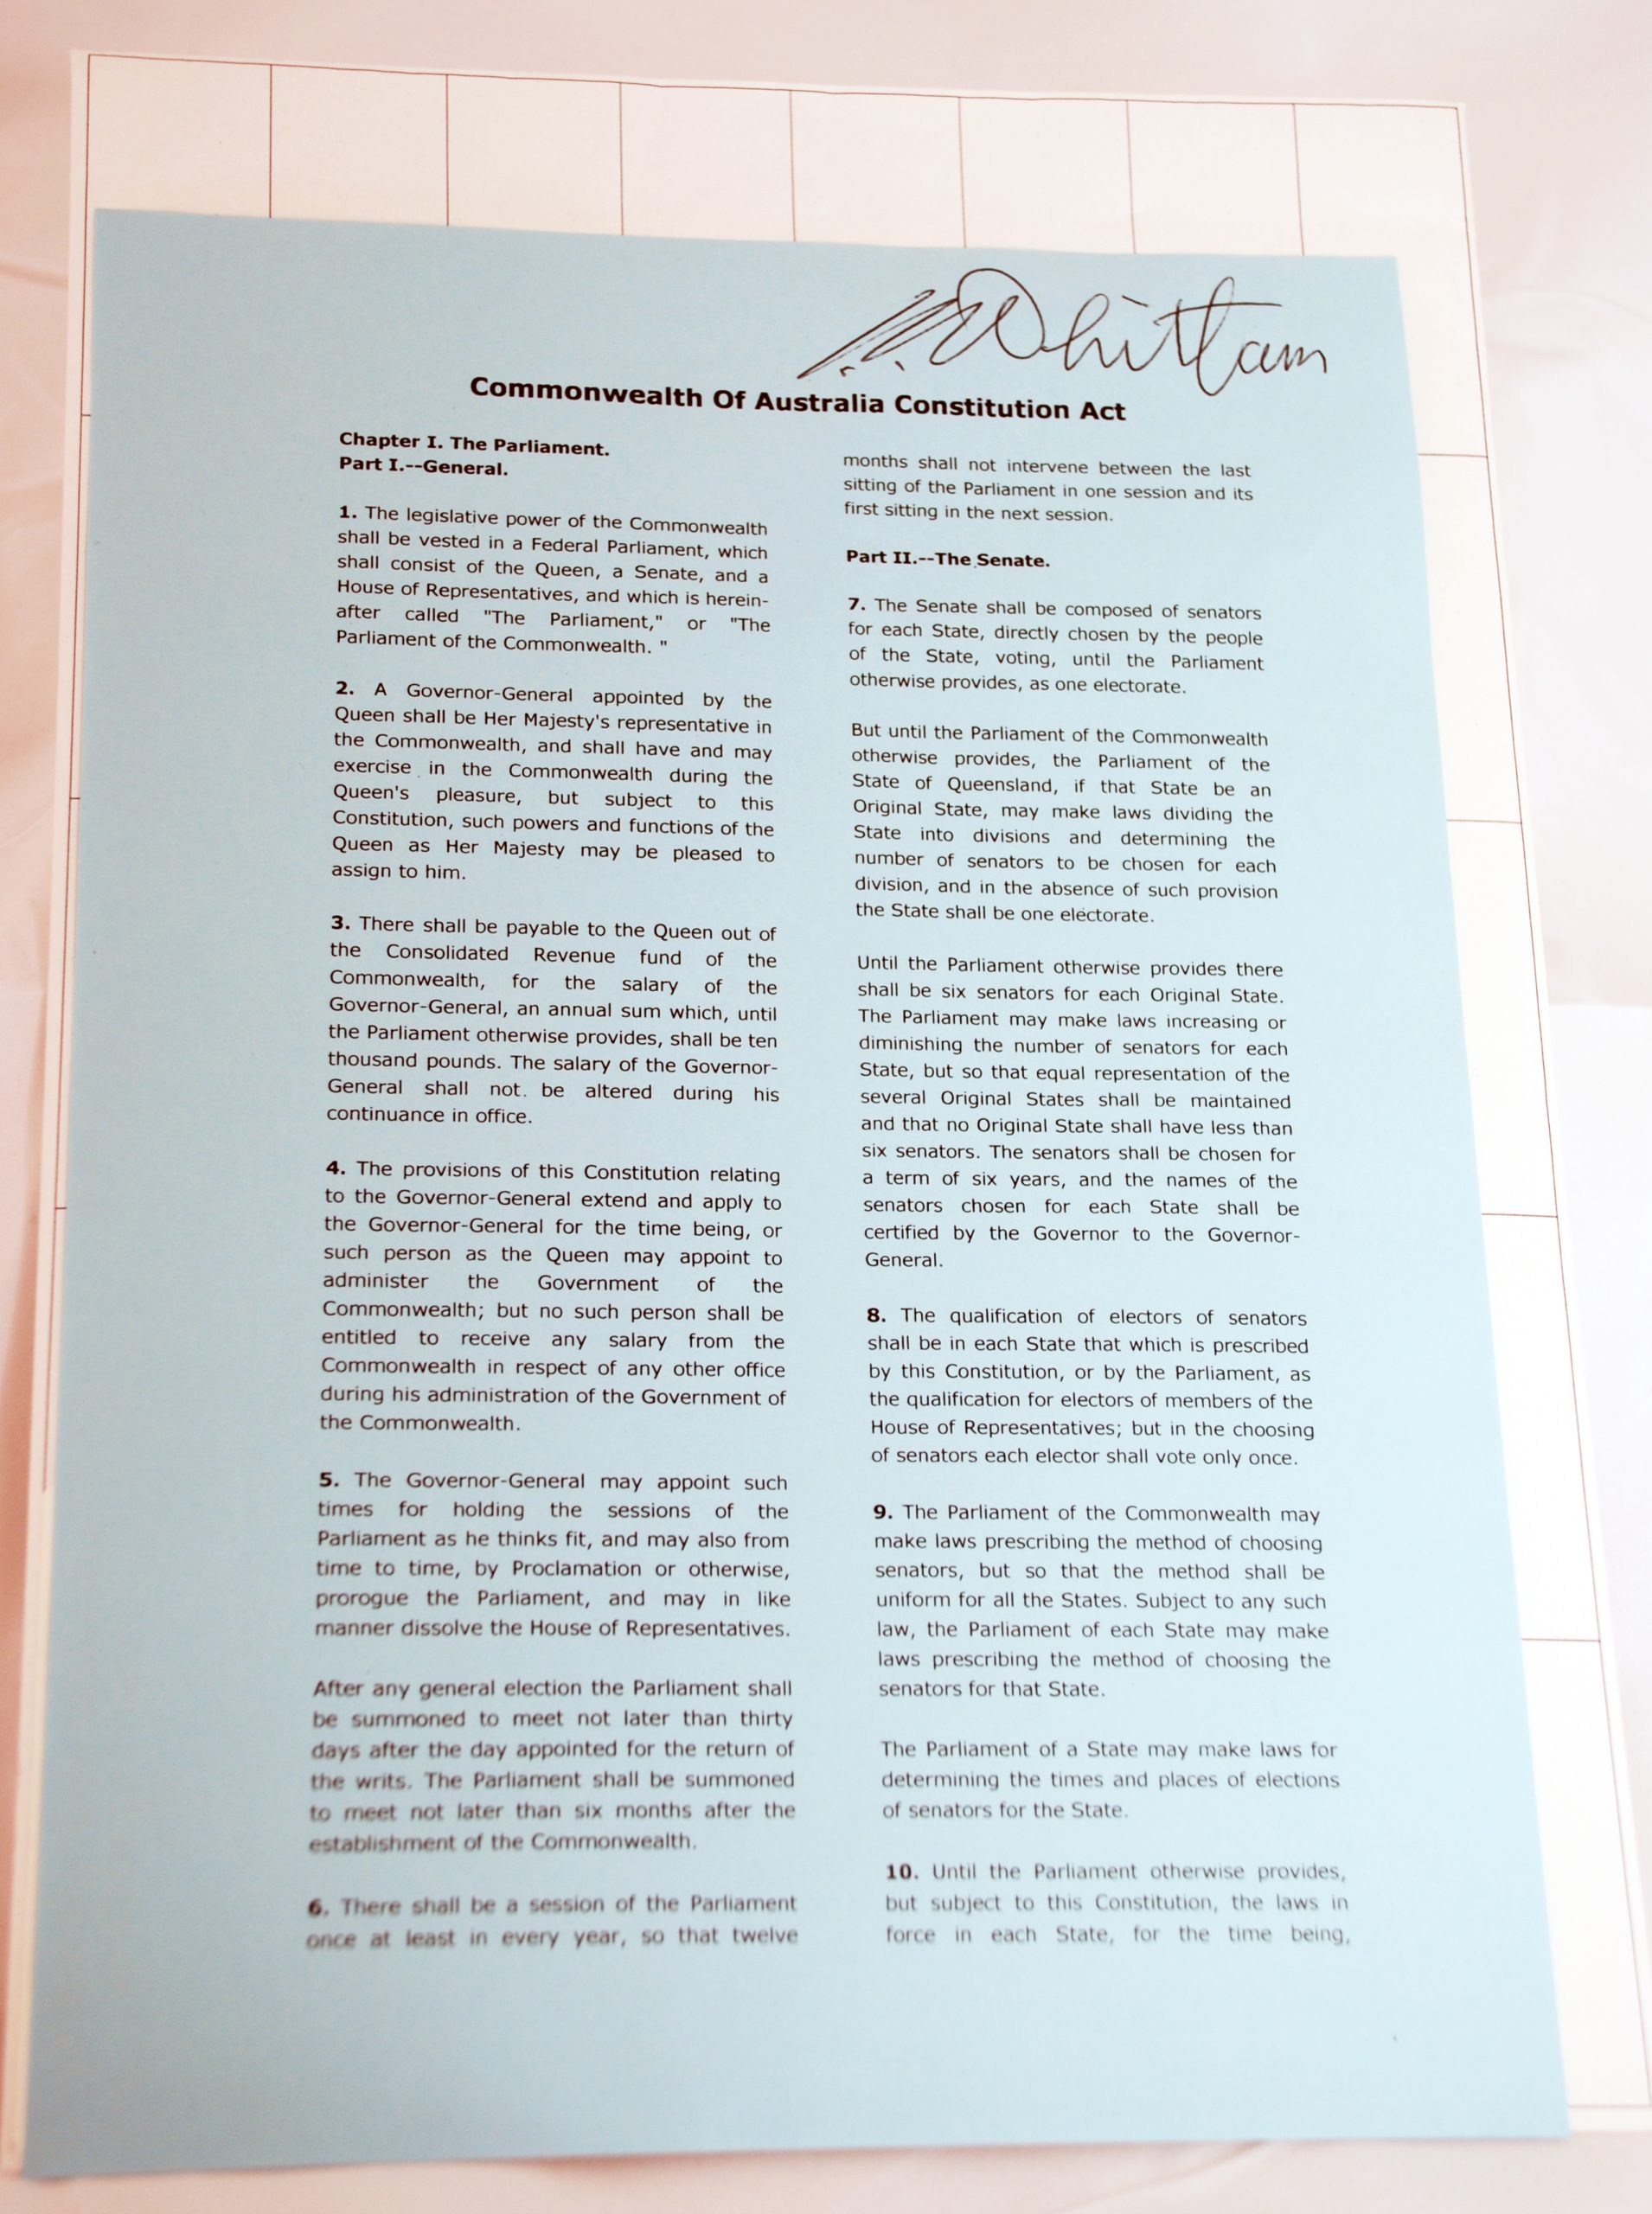 Whittam
Commonwealth Of Australia Constitution Act
Chapter I. The Parliament.
Part I.--General.
1. The legislative power of the Commonwealth
shall be vested in a Federal Parliament, which
shall consist of the Queen, a Senate, and a
House of Representatives, and which is herein-
after called "The Parliament," or "The
Parliament of the Commonwealth. "
2. A Governor-General appointed by the
Queen shall be Her Majesty's representative in
the Commonwealth, and shall have and may
exercise in the Commonwealth during the
Queen's pleasure, but subject to this
Constitution, such powers and functions of the
Queen as Her Majesty may be pleased to
assign to him.
3. There shall be payable to the Queen out of
the Consolidated Revenue fund of the
Commonwealth, for the salary of the
Governor-General, an annual sum which, until
the Parliament otherwise provides, shall be ten
thousand pounds. The salary of the Governor-
General shall not be altered during his
continuance in office.
4. The provisions of this Constitution relating
to the Governor-General extend and apply to
the Governor-General for the time being, or
such person as the Queen may appoint to
administer the Government of the
Commonwealth; but no such person shall be
entitled to receive any salary from the
Commonwealth in respect of any other office
during his administration of the Government of
the Commonwealth.
5. The Governor-General may appoint such
times for holding the sessions of the
Parliament as he thinks fit, and may also from
time to time, by Proclamation or otherwise,
prorogue the Parliament, and may in like
manner dissolve the House of Representatives.
After any general election the Parliament shall
be summoned to meet not later than thirty
days after the day appointed for the return of
the writs. The Parliament shall be summoned
to meet not later than six months after the
establishment of the Commonwealth.
6. There shall be a session of the Parliament
once at least in every year, so that twelve
months shall not intervene between the last
sitting of the Parliament in one session and its
first sitting in the next session.
Part II.--The Senate.
7. The Senate shall be composed of senators
for each State, directly chosen by the people
of the State, voting, until the Parliament
otherwise provides, as one electorate.
But until the Parliament of the Commonwealth
otherwise provides, the Parliament of the
State of Queensland, if that State be an
Original State, may make laws dividing the
State into divisions and determining the
number of senators to be chosen for each
division, and in the absence of such provision
the State shall be one electorate.
Until the Parliament otherwise provides there
shall be six senators for each Original State.
The Parliament may make laws increasing or
diminishing the number of senators for each
State, but so that equal representation of the
several Original States shall be maintained
and that no Original State shall have less than
six senators. The senators shall be chosen for
a term of six years, and the names of the
senators chosen for each State shall be
certified by the Governor to the Governor-
General.
8. The qualification of electors of senators
shall be in each State that which is prescribed
by this Constitution, or by the Parliament, as
the qualification for electors of members of the
House of Representatives; but in the choosing
of senators each elector shall vote only once.
9. The Parliament of the Commonwealth may
make laws prescribing the method of choosing
senators, but so that the method shall be
uniform for all the States. Subject to any such
law, the Parliament of each State may make
laws prescribing the method of choosing the
senators for that State.
The Parliament of a State may make laws for
determining the times and places of elections
of senators for the State.
10. Until the Parliament otherwise provides,
but subject to this Constitution, the laws in
force in each State, for the time being,